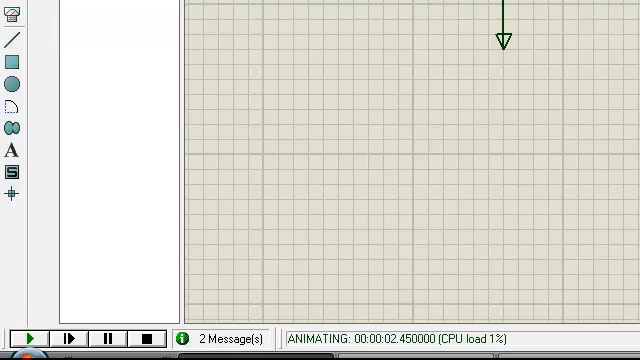 A
S
2 Message(s)
ANIMATING: 00:00:02.450000 (CPU load 1%)